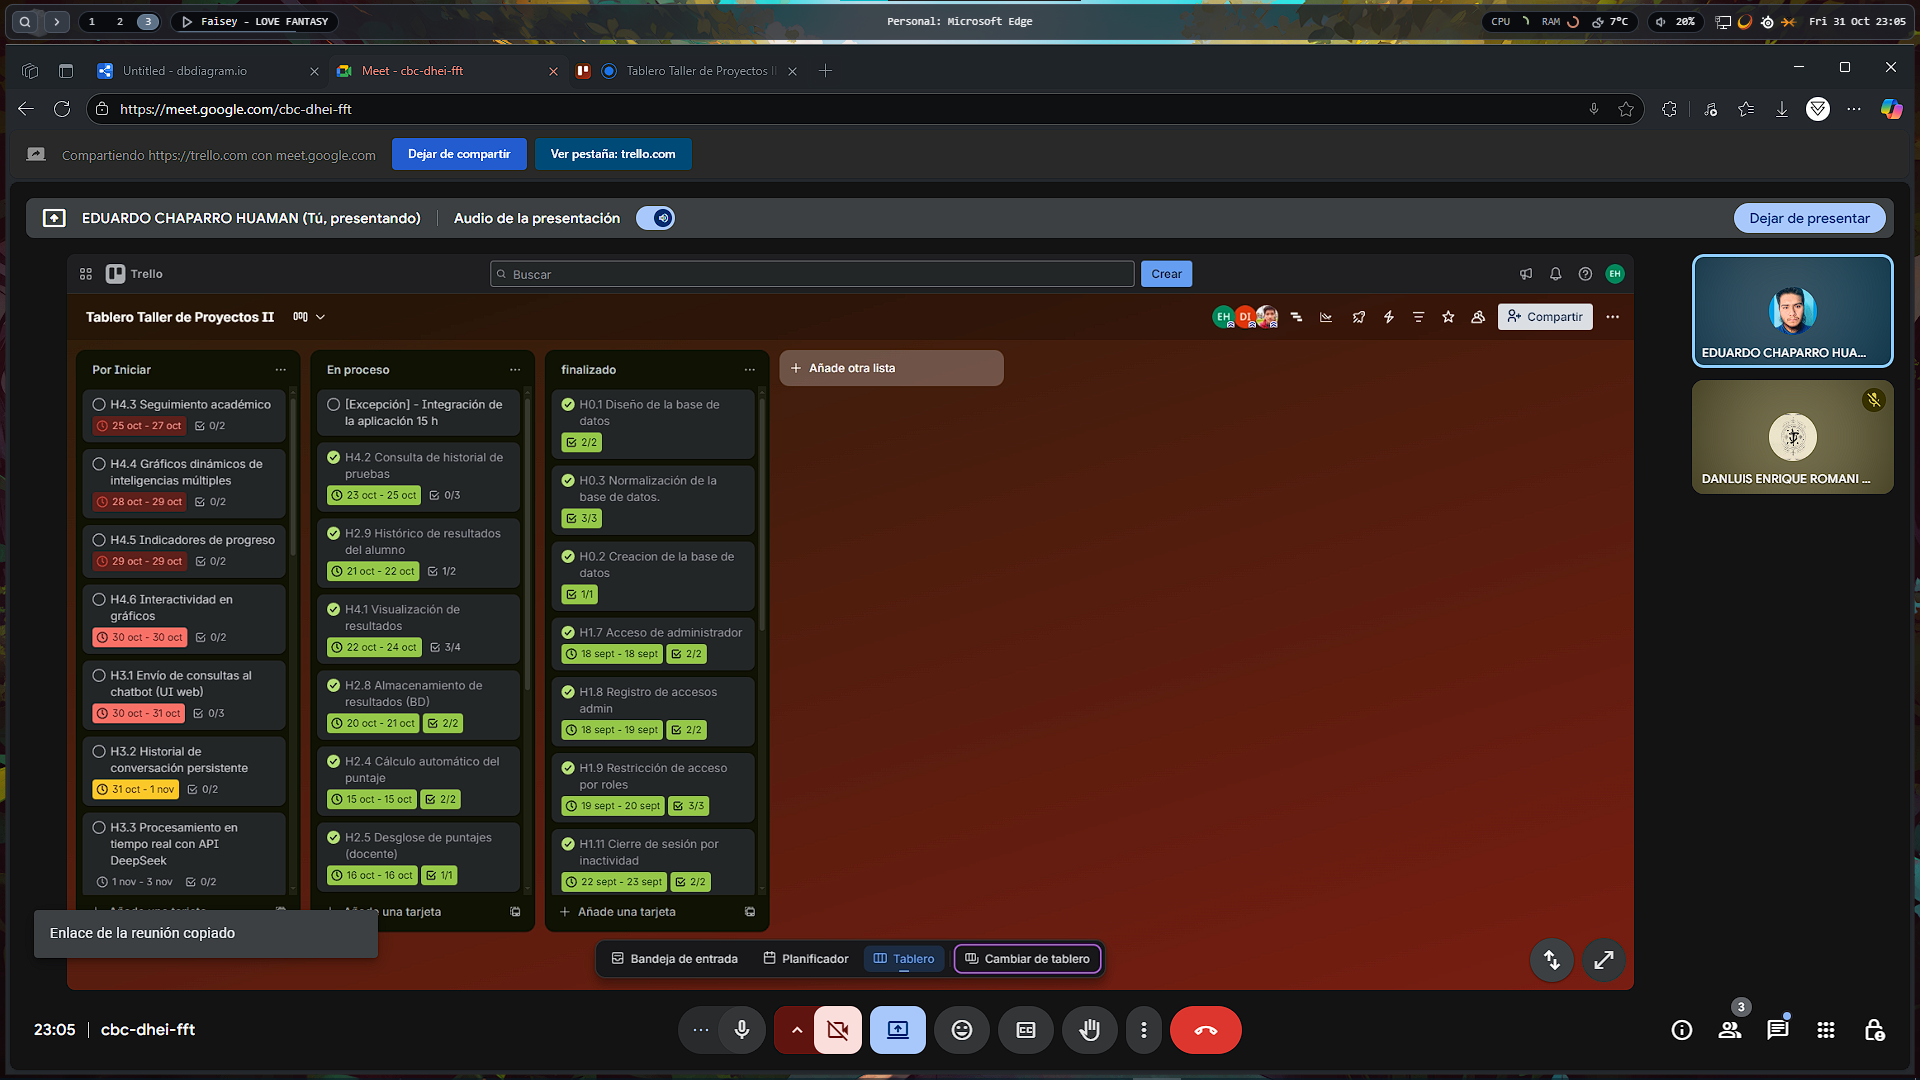 1 2 3 Faisey - LOVE FANTASY
Personal: Microsoft Edge
CPU RAM 7°C 20% Fri 31 Oct 23:05
Untitled - dbdiagram.io
Meet - cbc-dhei-fft
Tablero Taller de Proyectos II
https://meet.google.com/cbc-dhei-fft
Compartiendo https://trello.com con meet.google.com
Dejar de compartir
Ver pestaña: trello.com
EDUARDO CHAPARRO HUAMAN (Tú, presentando)
Audio de la presentación
Dejar de presentar
Trello
Buscar
Crear
EH
Tablero Taller de Proyectos II
EH DI
Compartir
Por Iniciar
H4.3 Seguimiento académico
25 oct - 27 oct 0/2
H4.4 Gráficos dinámicos de
inteligencias múltiples
28 oct - 29 oct 0/2
H4.5 Indicadores de progreso
29 oct - 29 oct 0/2
H4.6 Interactividad en
gráficos
30 oct - 30 oct 0/2
H3.1 Envío de consultas al
chatbot (UI web)
30 oct - 31 oct 0/3
H3.2 Historial de
conversación persistente
31 oct - 1 nov 0/2
H3.3 Procesamiento en
tiempo real con API
DeepSeek
1 nov - 3 nov 0/2
En proceso
[Excepción] - Integración de
la aplicación 15 h
H4.2 Consulta de historial de
pruebas
23 oct - 25 oct 0/3
H2.9 Histórico de resultados
del alumno
21 oct - 22 oct 1/2
H4.1 Visualización de
resultados
22 oct - 24 oct 3/4
H2.8 Almacenamiento de
resultados (BD)
20 oct - 21 oct 2/2
H2.4 Cálculo automático del
puntaje
15 oct - 15 oct 2/2
H2.5 Desglose de puntajes
(docente)
16 oct - 16 oct 1/1
una tarjeta
finalizado
H0.1 Diseño de la base de
datos
2/2
H0.3 Normalización de la
base de datos.
3/3
H0.2 Creacion de la base de
datos
1/1
H1.7 Acceso de administrador
18 sept - 18 sept 2/2
H1.8 Registro de accesos
admin
18 sept - 19 sept 2/2
H1.9 Restricción de acceso
por roles
19 sept - 20 sept 3/3
H1.11 Cierre de sesión por
inactividad
22 sept - 23 sept 2/2
Añade una tarjeta
Añade otra lista
EDUARDO CHAPARRO HUA...
DANLUIS ENRIQUE ROMANI ...
Enlace de la reunión copiado
Bandeja de entrada
Planificador
Tablero
Cambiar de tablero
23:05 cbc-dhei-fft
3